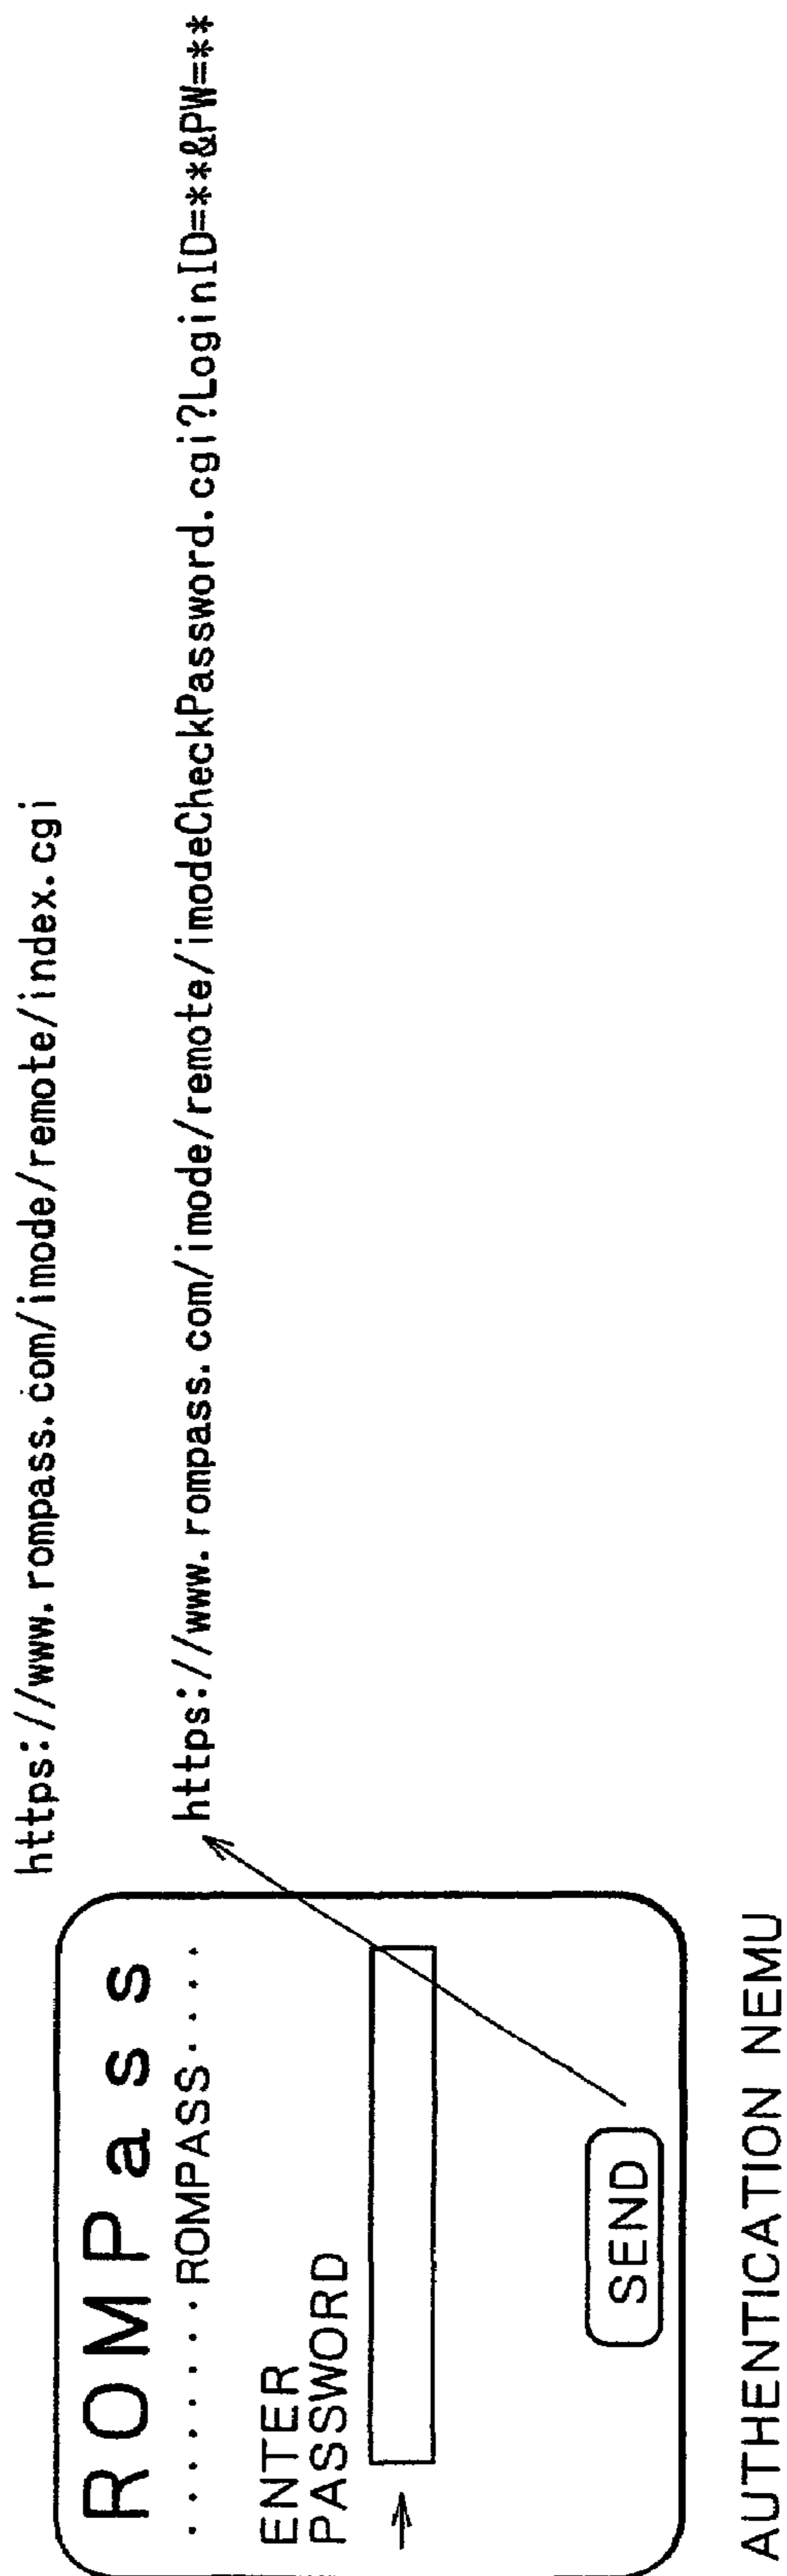 https://www.rompass.com/imode/remote/index.cgi
ROMPass
........ROMPASS....
https://www.rompass.com/imode/remote/imodeCheckPassword.cgi?LoginID=**&PW=**
ENTER
PASSWORD
SEND
AUTHENTICATION NEMU